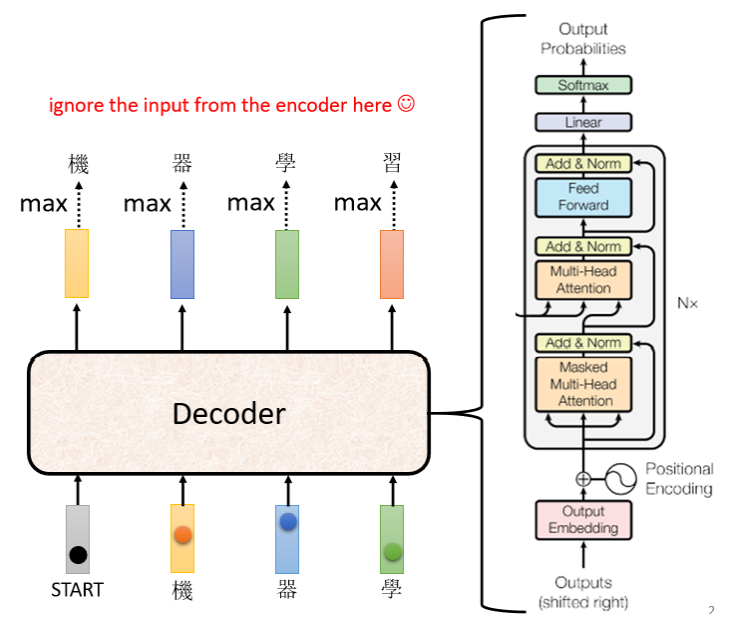 ignore the input from the encoder here ☺
機 器 學 習
max max max max
Decoder
START 機 器 學
Output
Probabilities
Softmax
Linear
Add & Norm
Feed
Forward
Add & Norm
Multi-Head
Attention
N×
Add & Norm
Masked
Multi-Head
Attention
Positional
Encoding
Output
Embedding
Outputs
(shifted right)
2